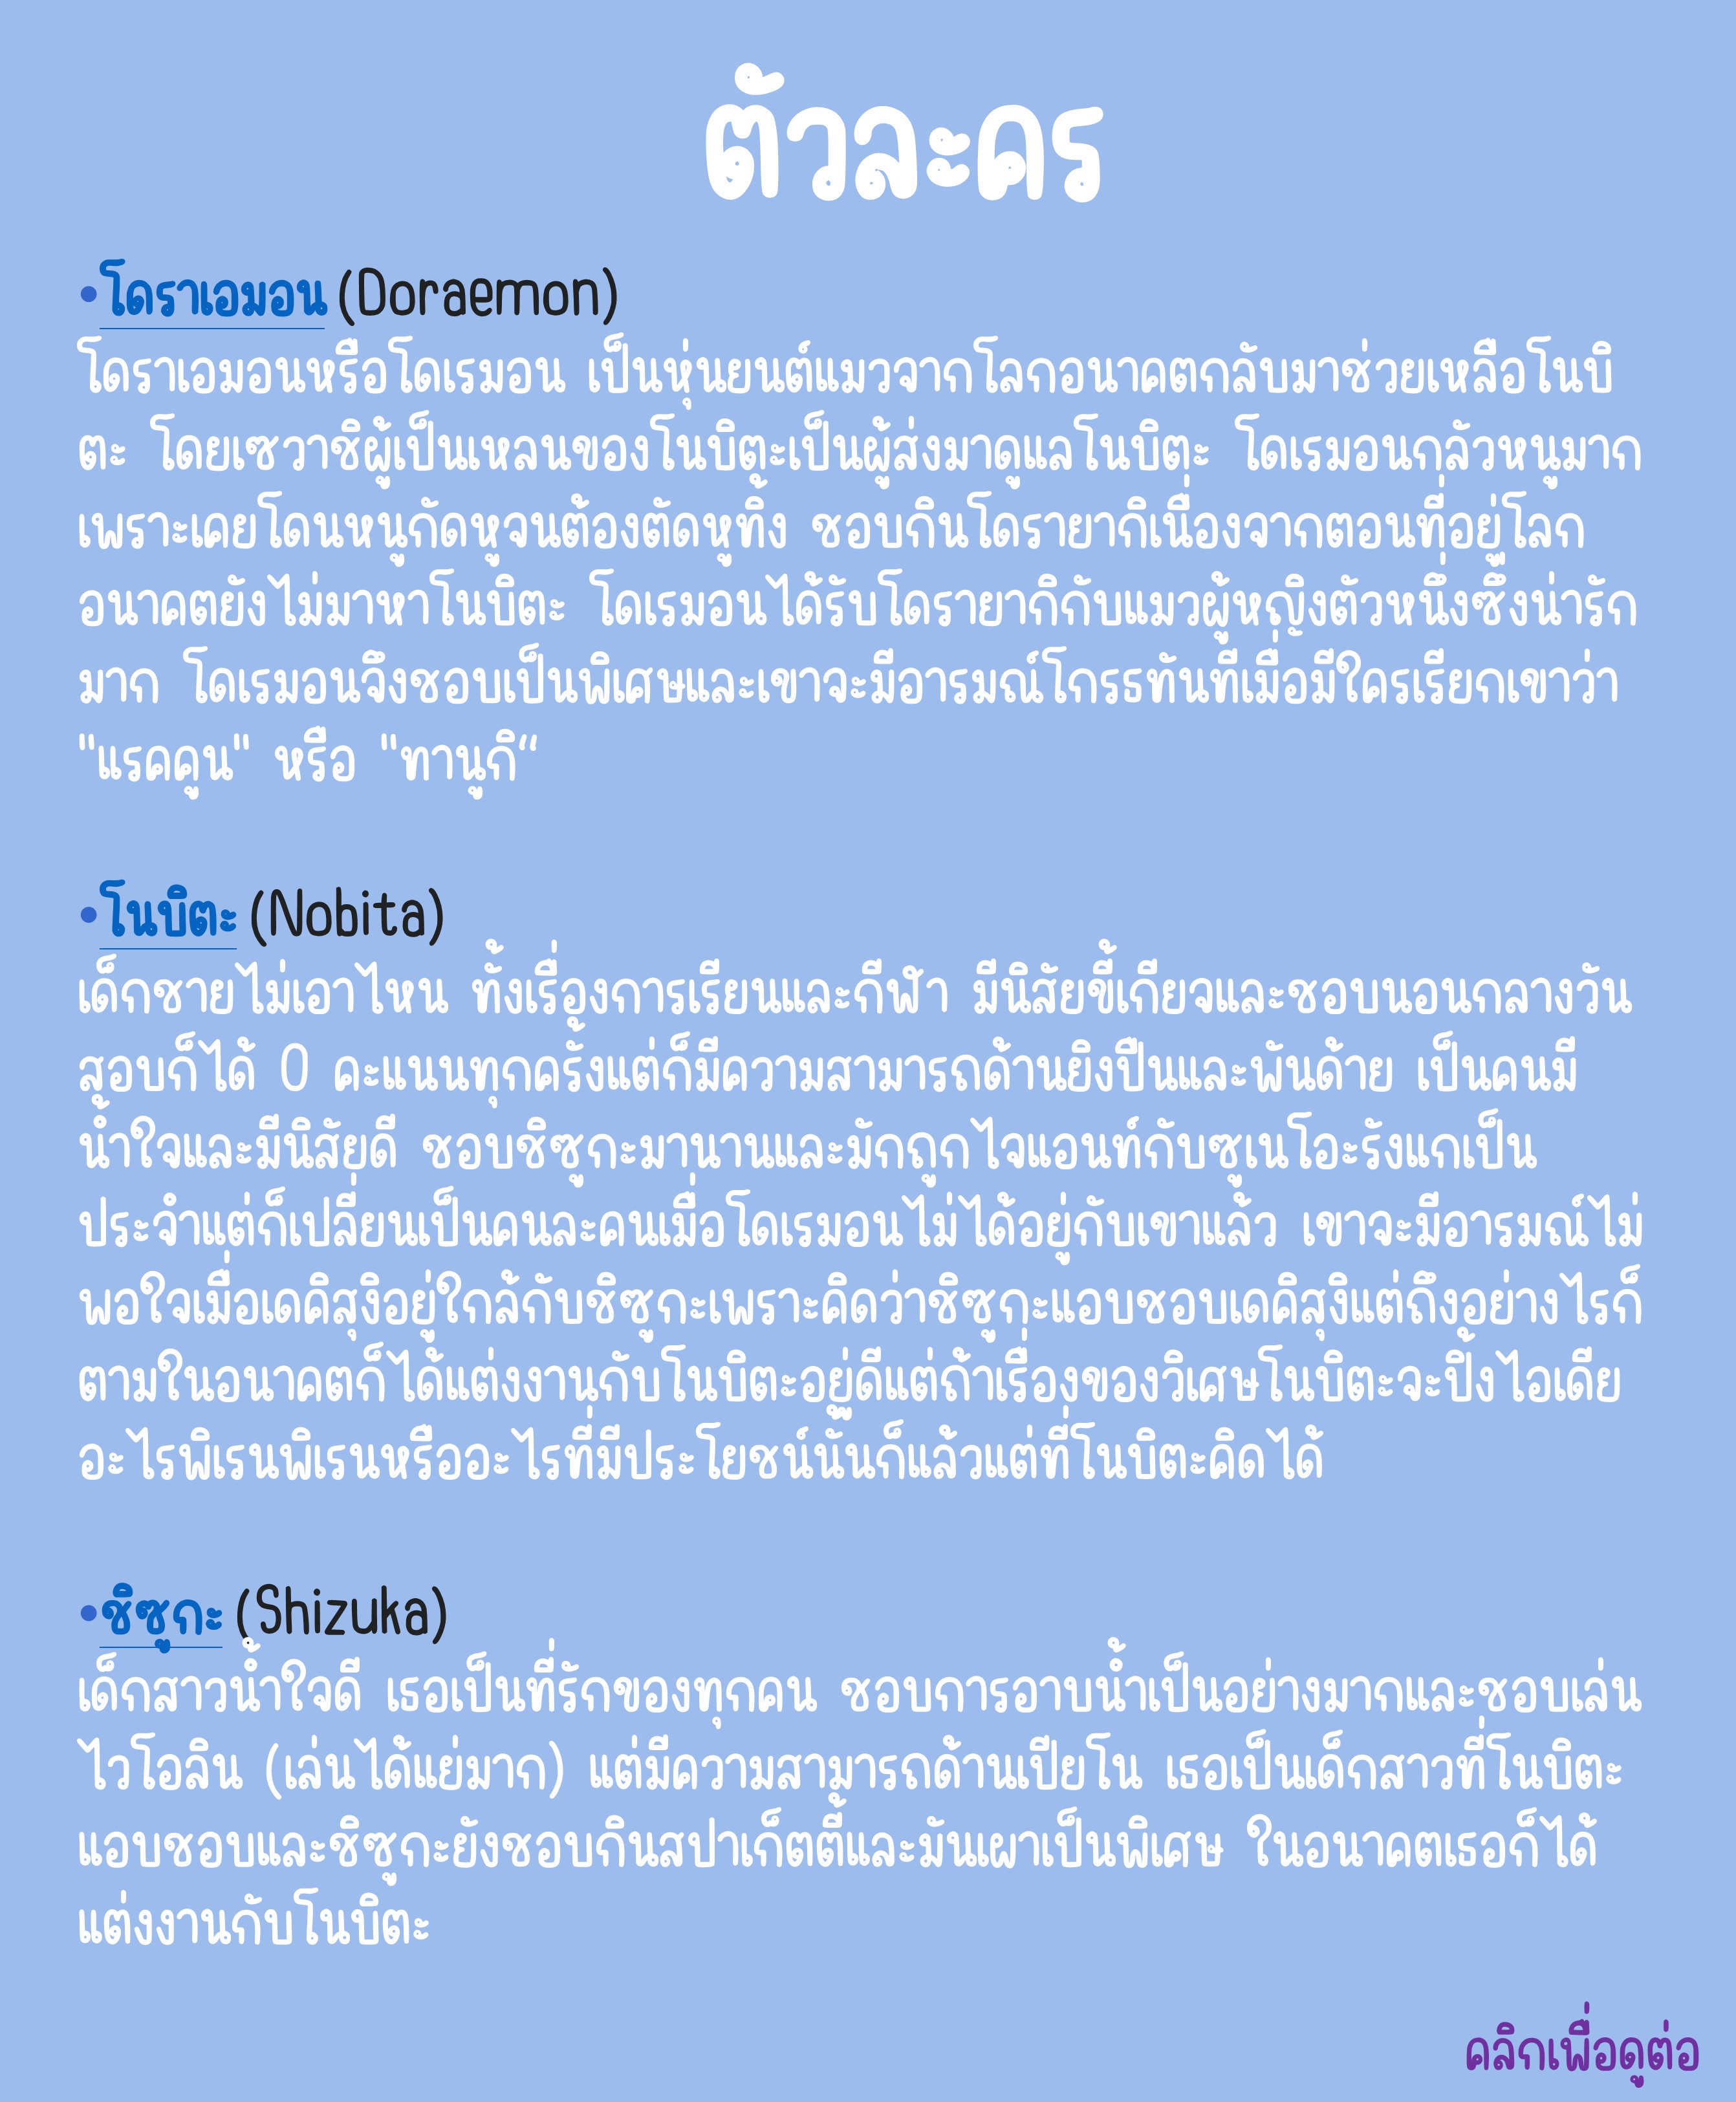 ตัวละคร
•โดราเอมอน (Doraemon)
โดราเอมอนหรือโดเรมอน เป็นหุ่นยนต์แมวจากโลกอนาคตกลับมาช่วยเหลือโนบิ
ตะ โดยเซวาชิผู้เป็นเหลนของโนบิตะเป็นผู้ส่งมาดูแลโนบิตะ โดเรมอนกลัวหนูมาก
เพราะเคยโดนหนูกัดหูจนต้องตัดหูทิ้ง ชอบกินโดรายากิเนื่องจากตอนที่อยู่โลก
อนาคตยังไม่มาหาโนบิตะ โดเรมอนได้รับโดรายากิกับแมวผู้หญิงตัวหนึ่งซึ่งน่ารัก
มาก โดเรมอนจึงชอบเป็นพิเศษและเขาจะมีอารมณ์โกรธทันทีเมื่อมีใครเรียกเขาว่า
"แรคคูน" หรือ "ทานูกิ“
•โนบิตะ (Nobita)
เด็กชายไม่เอาไหน ทั้งเรื่องการเรียนและกีฬา มีนิสัยขี้เกียจและชอบนอนกลางวัน
สอบก็ได้ 0 คะแนนทุกครั้งแต่ก็มีความสามารถด้านยิงปืนและพันด้าย เป็นคนมี
น้ำใจและมีนิสัยดี ชอบชิซูกะมานานและมักถูกไจแอนท์กับซูเนโอะรังแกเป็น
ประจำแต่ก็เปลี่ยนเป็นคนละคนเมื่อโดเรมอนไม่ได้อยู่กับเขาแล้ว เขาจะมีอารมณ์ไม่
พอใจเมื่อเดคิสุงิอยู่ใกล้กับชิซูกะเพราะคิดว่าชิซูกะแอบชอบเดคิสุงิแต่ถึงอย่างไรก็
ตามในอนาคตก็ได้แต่งงานกับโนบิตะอยู่ดีแต่ถ้าเรื่องของวิเศษโนบิตะจะปิงไอเดีย
อะไรพิเรนพิเรนหรืออะไรที่มีประโยชน์นั้นก็แล้วแต่ที่โนบิตะคิดได้
•ชิซูกะ (Shizuka)
เด็กสาวน้ำใจดี เธอเป็นที่รักของทุกคน ชอบการอาบน้ำเป็นอย่างมากและชอบเล่น
ไวโอลิน (เล่นได้แย่มาก) แต่มีความสามารถด้านเปียโน เธอเป็นเด็กสาวที่โนบิตะ
แอบชอบและชิซูกะยังชอบกินสปาเก็ตตี้และมันเผาเป็นพิเศษ ในอนาคตเธอก็ได้
แต่งงานกับโนบิตะ
คลิกเพื่อดูต่อ